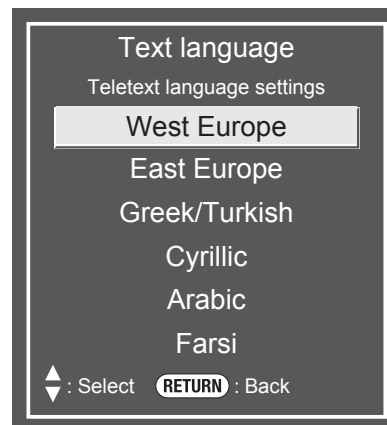 Text language
Teletext language settings
West Europe
East Europe
Greek/Turkish
Cyrillic
Arabic
Farsi
: Select RETURN : Back